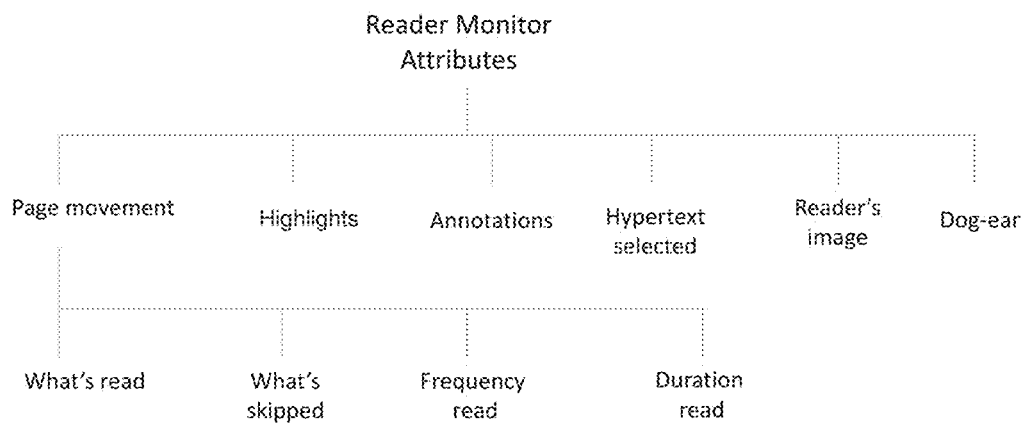 Reader Monitor
Attributes
Page movement
Highlights
Annotations
Hypertext
selected
Reader's
image
Dog-ear
What's read
What's
skipped
Frequency
read
Duration
read